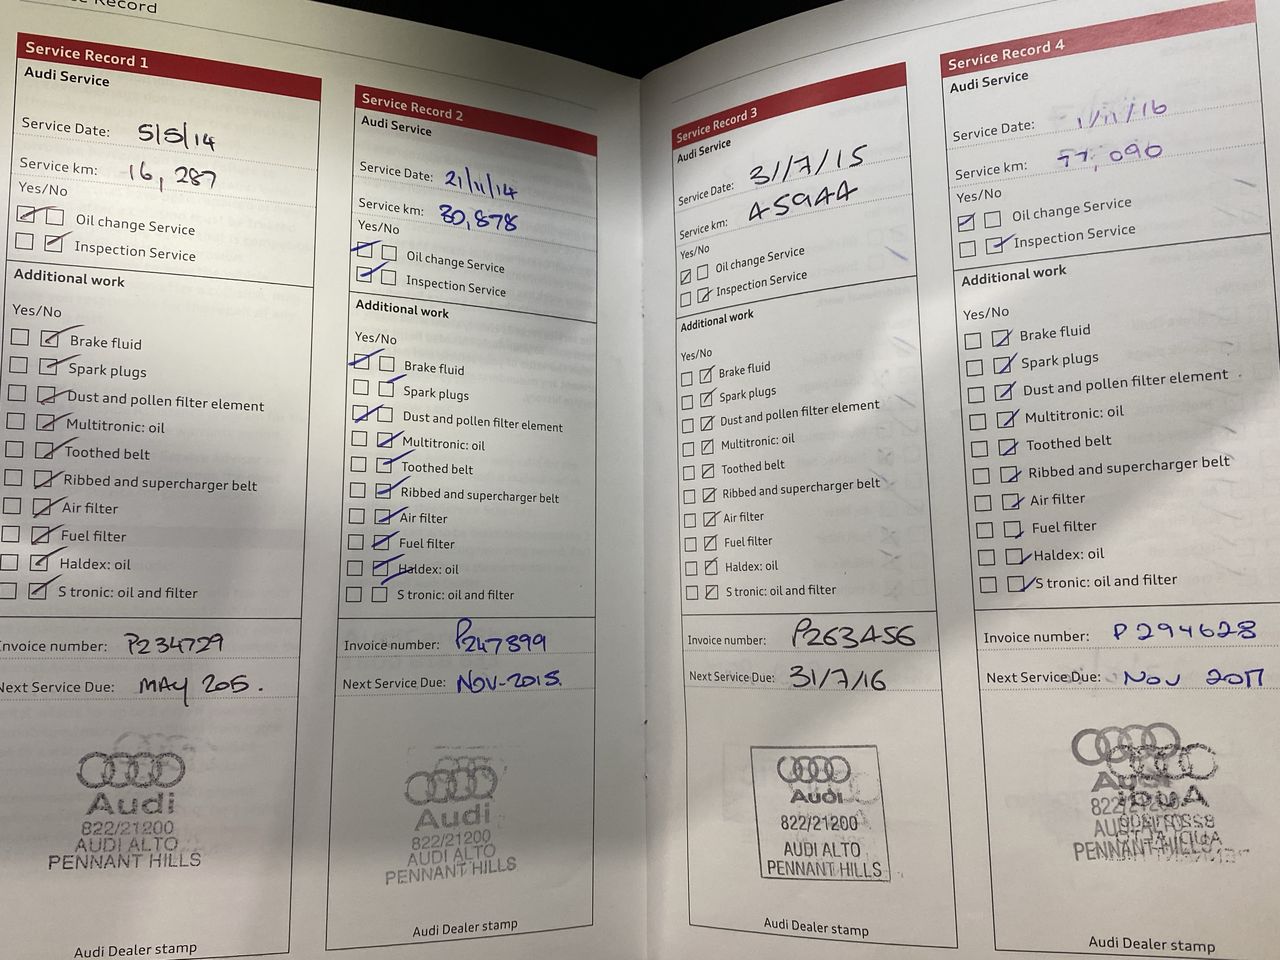 Record
Service Record 1
Audi Service
Service Date: 5/5/14
Service km: 16,287
Yes/No
Oil change Service
Inspection Service
Additional work
Yes/No
Brake fluid
Spark plugs
Dust and pollen filter element
Multitronic: oil
Toothed belt
Ribbed and supercharger belt
Air filter
Fuel filter
Haldex: oil
S tronic: oil and filter
Invoice number: P234729
Next Service Due: MAY 205.
Audi
822/21200
AUDI ALTO
PENNANT HILLS
Audi Dealer stamp
Service Record 2
Audi Service
Service Date: 21/11/14
Service km: 30,878
Yes/No
Oil change Service
Inspection Service
Additional work
Yes/No
Brake fluid
Spark plugs
Dust and pollen filter element
Multitronic: oil
Toothed belt
Ribbed and supercharger belt
Air filter
Fuel filter
Haldex: oil
S tronic: oil and filter
Invoice number: P247899
Next Service Due: NOV-2015.
Audi
822/21200
AUDI ALTO
PENNANT HILLS
Audi Dealer stamp
Service Record 3
Audi Service
Service Date: 31/7/15
Service km: 45944
Yes/No
Oil change Service
Inspection Service
Additional work
Yes/No
Brake fluid
Spark plugs
Dust and pollen filter element
Multitronic: oil
Toothed belt
Ribbed and supercharger belt
Air filter
Fuel filter
Haldex: oil
S tronic: oil and filter
Invoice number: P263456
Next Service Due: 31/7/16
Audi
822/21200
AUDI ALTO
PENNANT HILLS
Audi Dealer stamp
Service Record 4
Audi Service
Service Date: 1/11/16
Service km: 77,090
Yes/No
Oil change Service
Inspection Service
Additional work
Yes/No
Brake fluid
Spark plugs
Dust and pollen filter element
Multitronic: oil
Toothed belt
Ribbed and supercharger belt
Air filter
Fuel filter
Haldex: oil
S tronic: oil and filter
Invoice number: P294628
Next Service Due: NOV 2017
Audi
PENNANT HILLS
Audi Dealer stamp